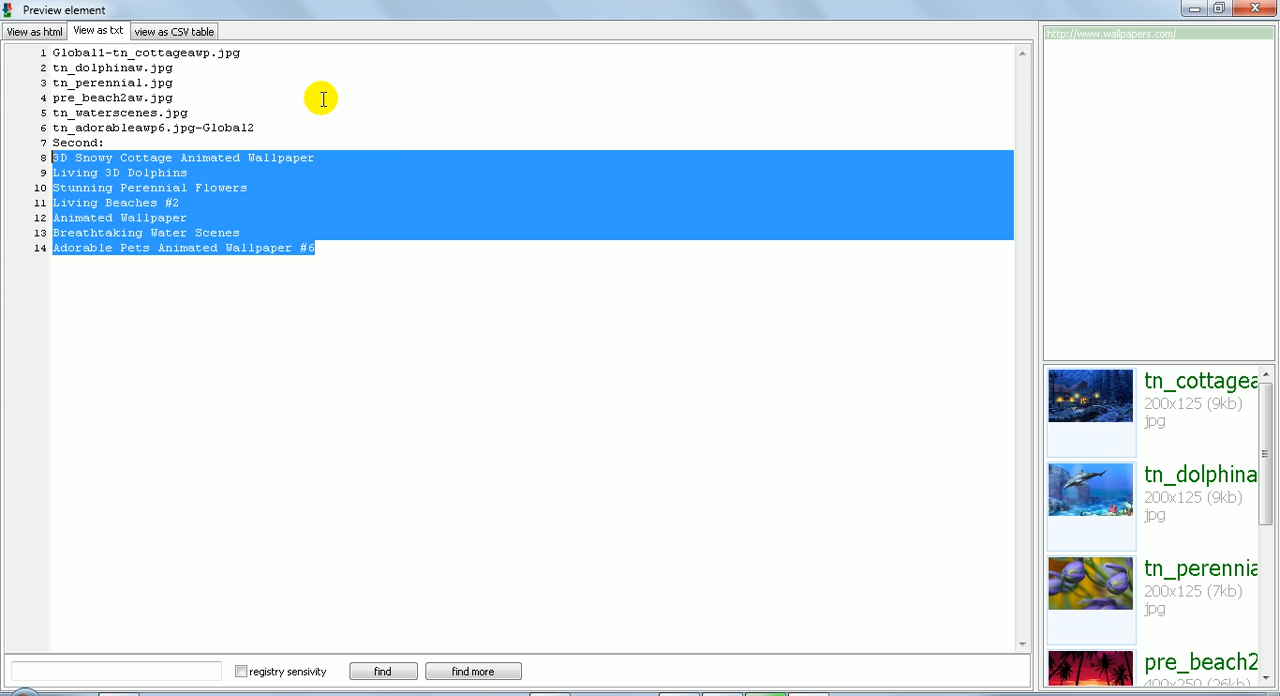 Preview element
View as html
View as txt
view as CSV table
1 Global1-tn_cottageawp.jpg
2 tn_dolphinaw.jpg
3 tn_perennial.jpg
4 pre_beach2aw.jpg
5 tn_waterscenes.jpg
6 tn_adorableawp6.jpg-Global2
7 Second:
8 3D Snowy Cottage Animated Wallpaper
9 Living 3D Dolphins
10 Stunning Perennial Flowers
11 Living Beaches #2
12 Animated Wallpaper
13 Breathtaking Water Scenes
14 Adorable Pets Animated Wallpaper #6
registry sensivity
find
find more
http://www.wallpapers.com/
tn_cottagea
200x125 (9kb)
jpg
tn_dolphina
200x125 (9kb)
jpg
tn_perennia
200x125 (7kb)
jpg
pre_beach2
400x250 (26kb)